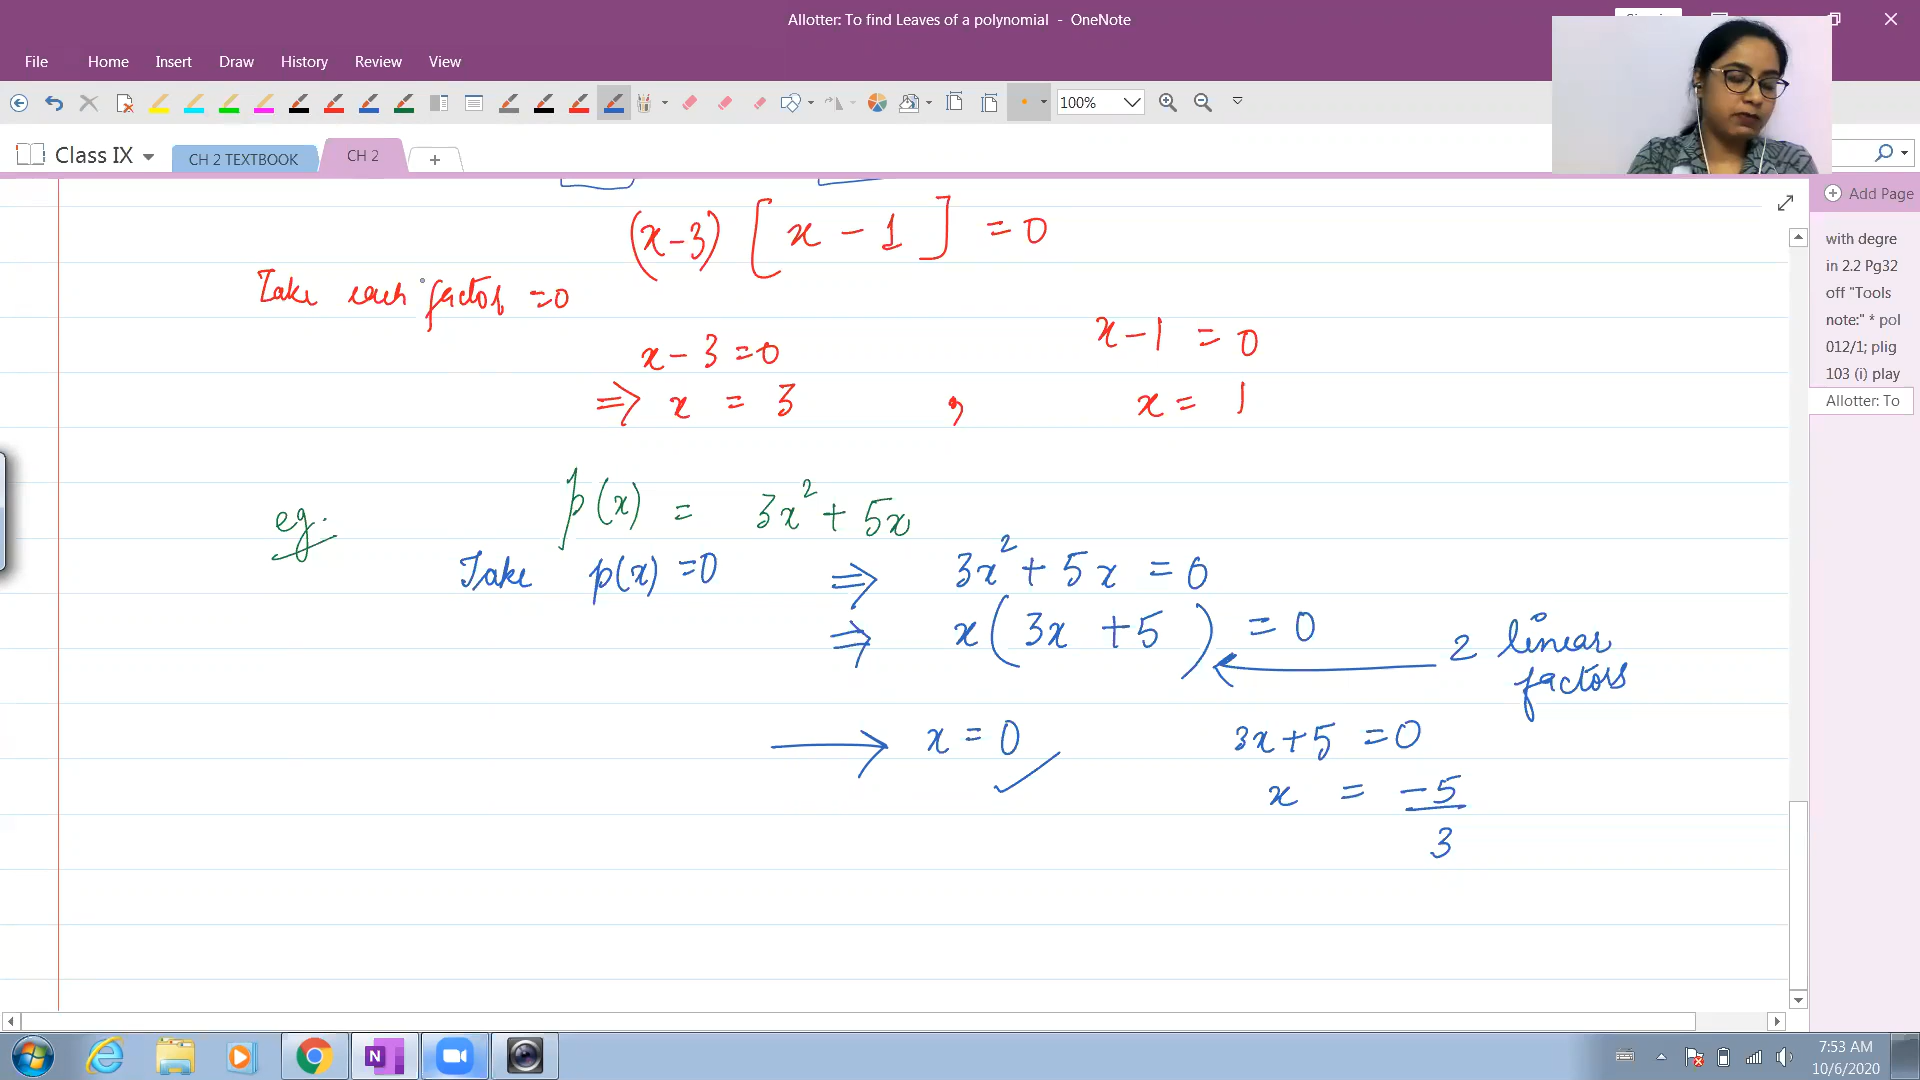 Allotter: To find Leaves of a polynomial - OneNote
File Home Insert Draw History Review View
100%
Class IX CH 2 TEXTBOOK CH 2 +
Add Page
with degre
in 2.2 Pg32
off "Tools
note:" * pol
012/1; plig
103 (i) play
Allotter: To
(x-3) [x - 1] = 0
Take each factor = 0
x - 3 = 0 x - 1 = 0
⇒ x = 3 , x = 1
eg. p(x) = 3x² + 5x
Take p(x) = 0 ⇒ 3x² + 5x = 0
⇒ x(3x + 5) = 0 2 linear
factors
x = 0 3x + 5 = 0
x = -5/3
7:53 AM
10/6/2020